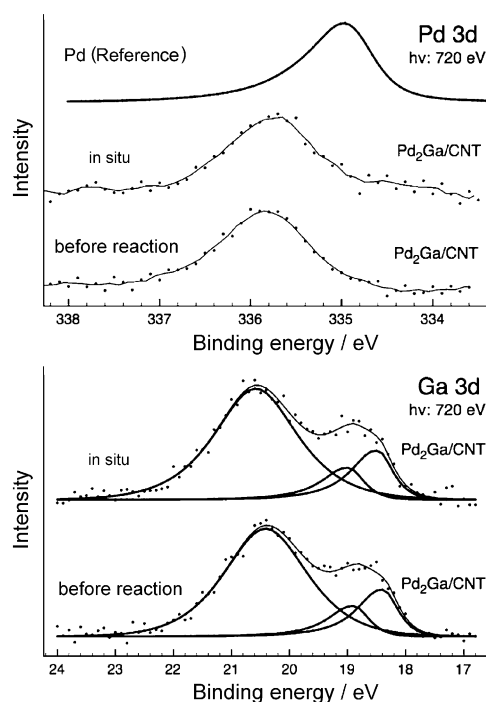 Pd 3d
Pd (Reference)
hν: 720 eV
in situ
Pd₂Ga/CNT
before reaction
Pd₂Ga/CNT
Intensity
338 337 336 335 334
Binding energy / eV
Ga 3d
hν: 720 eV
in situ
Pd₂Ga/CNT
before reaction
Pd₂Ga/CNT
Intensity
24 23 22 21 20 19 18 17
Binding energy / eV